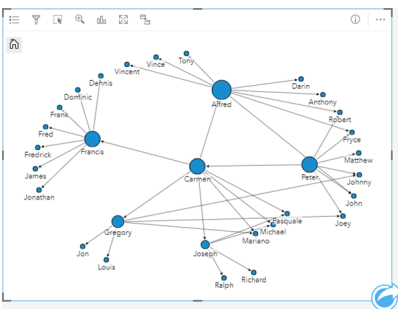 Tony
Vince
Vincent
Dennis
Darin
Dominic
Alfred
Anthony
Frank
Robert
Fred
Pryce
Fredrick
Francis
Matthew
James
Carmen
Peter
Johnny
Jonathan
John
Pasquale
Joey
Gregory
Michael
Mariano
Jon
Joseph
Louis
Richard
Ralph